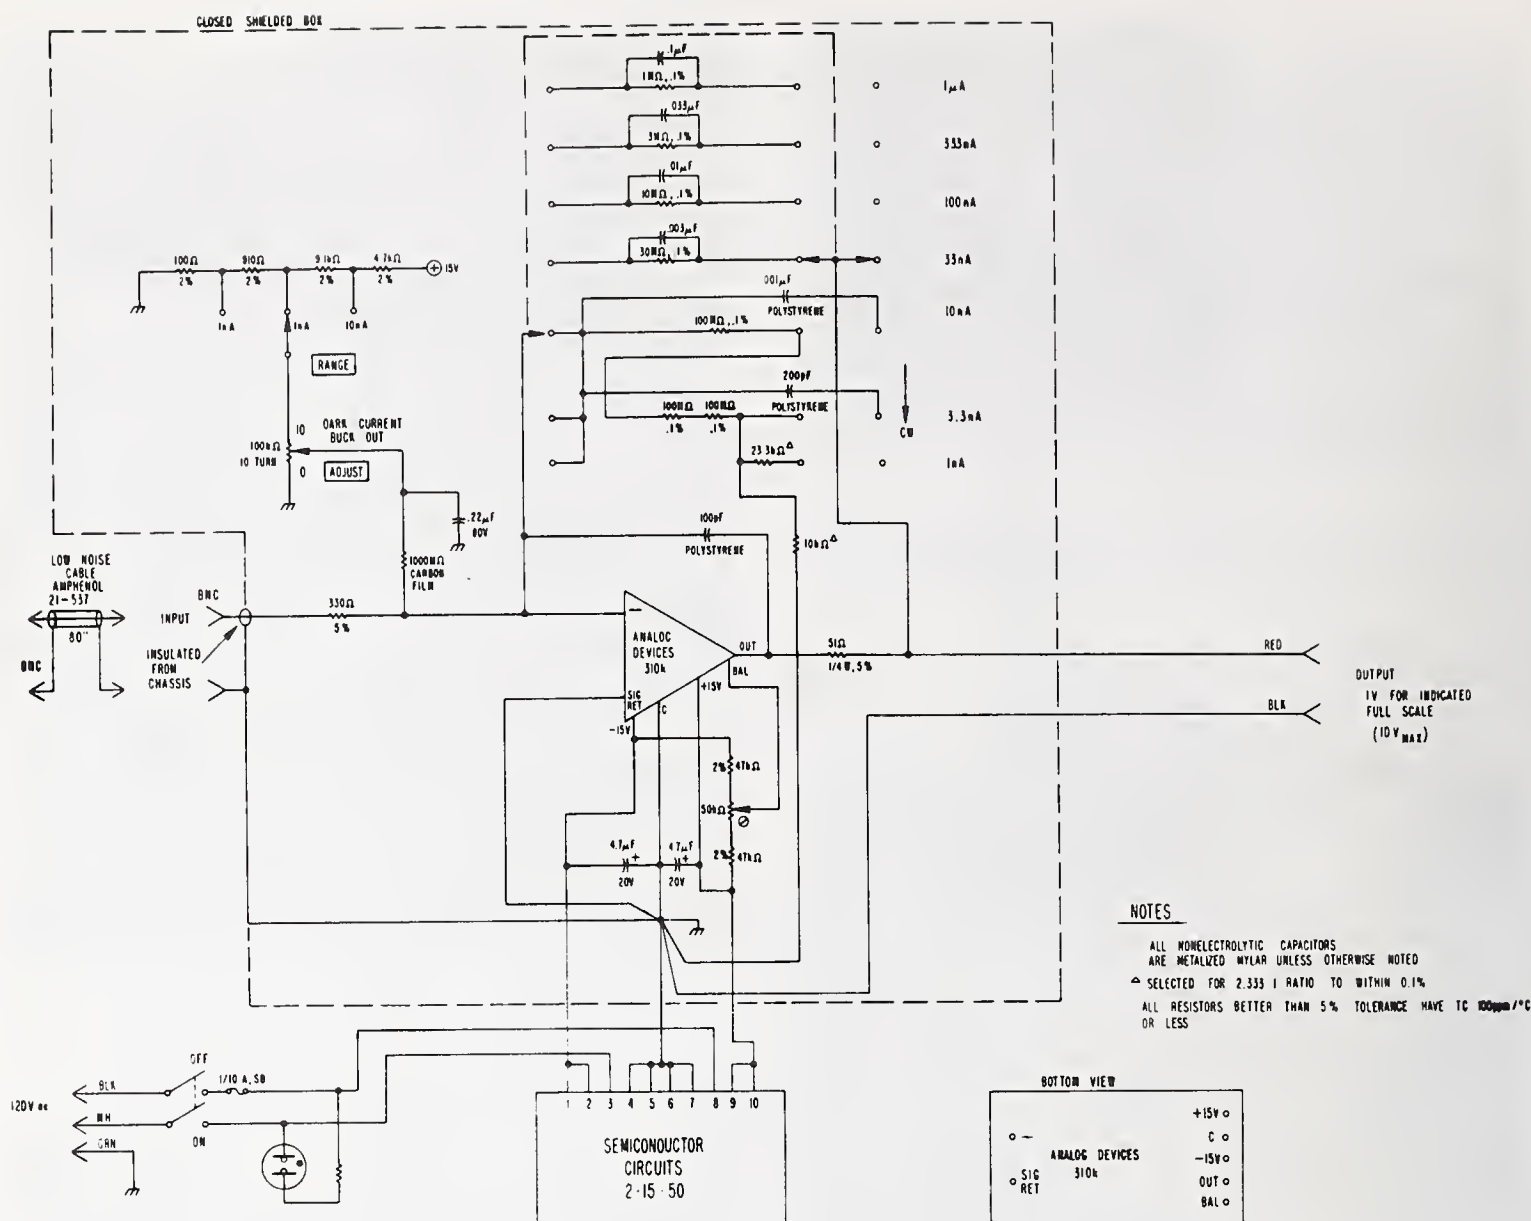 CLOSED SHIELDED BOX
.1µF
1MΩ, .1%
1µA
.033µF
3MΩ, .1%
333nA
.01µF
10MΩ, .1%
100nA
.003µF
30MΩ, .1%
33nA
100Ω
2%
910Ω
2%
9.1kΩ
2%
4.7kΩ
2%
15V
.1nA
1nA
10nA
RANGE
.001µF
POLYSTYRENE
10nA
100MΩ, .1%
200pF
POLYSTYRENE
100MΩ
.1%
100MΩ
.1%
3.3nA
CW
23.3kΩ△
1nA
10
DARK CURRENT
BUCK OUT
100kΩ
10 TURN
0
ADJUST
.22µF
80V
1000MΩ
CARBON
FILM
100pF
POLYSTYRENE
10kΩ△
LOW NOISE
CABLE
AMPHENOL
21-537
80"
BNC
BNC
INPUT
INSULATED
FROM
CHASSIS
330Ω
5%
−
ANALOG
DEVICES
310k
OUT
BAL
SIG
RET
C
+15V
-15V
51Ω
1/4W, 5%
RED
BLK
OUTPUT
1V FOR INDICATED
FULL SCALE
(10V MAX)
2%
47kΩ
50kΩ
2%
47kΩ
4.7µF
+
20V
4.7µF
+
20V
NOTES
ALL NONELECTROLYTIC CAPACITORS
ARE METALIZED MYLAR UNLESS OTHERWISE NOTED
△ SELECTED FOR 2.333 1 RATIO TO WITHIN 0.1%
ALL RESISTORS BETTER THAN 5% TOLERANCE HAVE TC 100ppm/°C
OR LESS
120V ac
BLK
WH
GRN
OFF
ON
1/10 A, SB
1 2 3 4 5 6 7 8 9 10
SEMICONDUCTOR
CIRCUITS
2·15·50
BOTTOM VIEW
−
SIG
RET
ANALOG DEVICES
310k
+15V
C
-15V
OUT
BAL